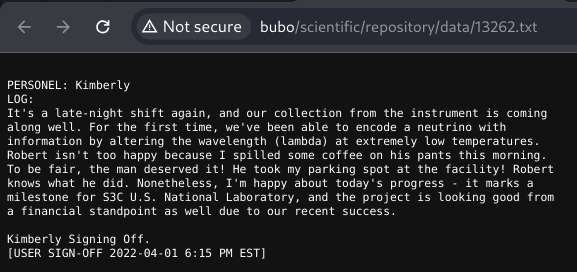 Not secure
bubo/scientific/repository/data/13262.txt
PERSONEL: Kimberly
LOG:
It's a late-night shift again, and our collection from the instrument is coming
along well. For the first time, we've been able to encode a neutrino with
information by altering the wavelength (lambda) at extremely low temperatures.
Robert isn't too happy because I spilled some coffee on his pants this morning.
To be fair, the man deserved it! He took my parking spot at the facility! Robert
knows what he did. Nonetheless, I'm happy about today's progress - it marks a
milestone for S3C U.S. National Laboratory, and the project is looking good from
a financial standpoint as well due to our recent success.
Kimberly Signing Off.
[USER SIGN-OFF 2022-04-01 6:15 PM EST]